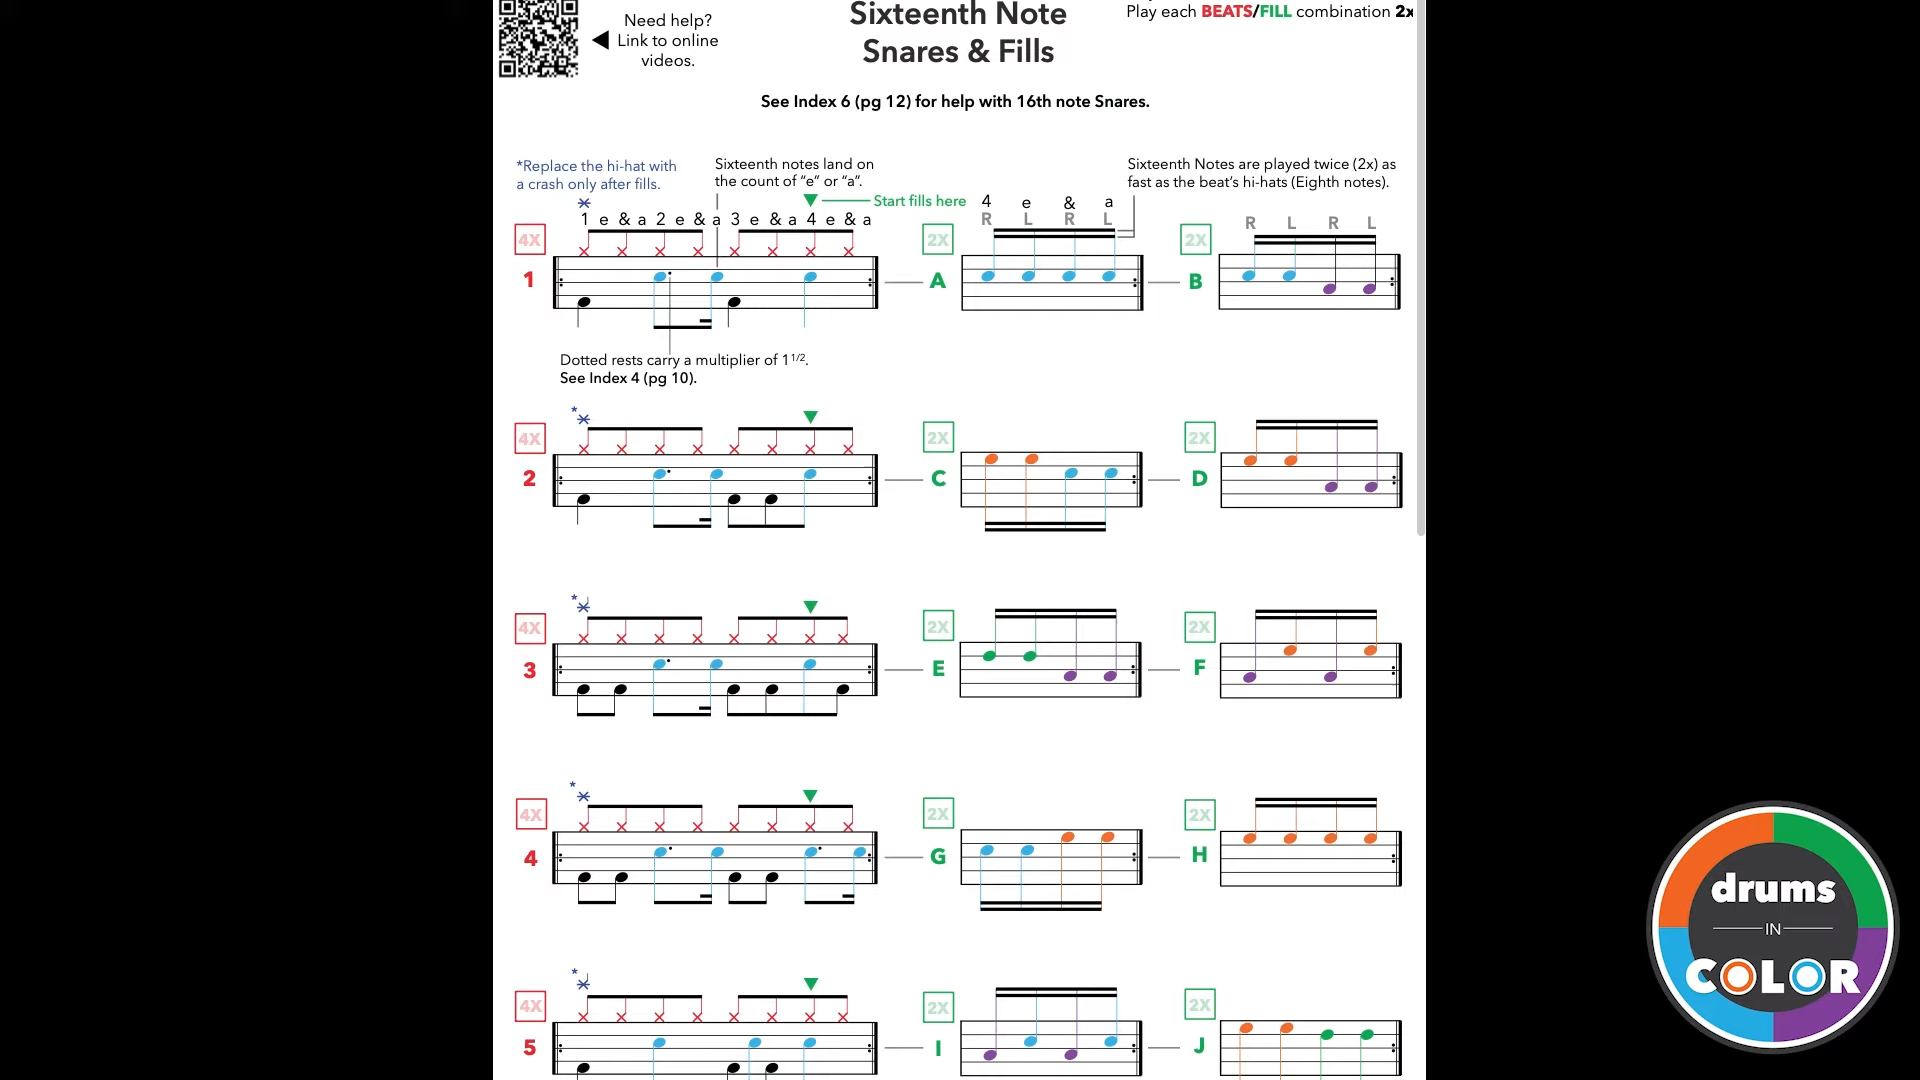 Need help?
Link to online
videos.
Sixteenth Note
Snares & Fills
Play each BEATS/FILL combination 2x
See Index 6 (pg 12) for help with 16th note Snares.
*Replace the hi-hat with
a crash only after fills.
Sixteenth notes land on
the count of “e” or “a”.
Start fills here
Sixteenth Notes are played twice (2x) as
fast as the beat’s hi-hats (Eighth notes).
*
1 e & a 2 e & a 3 e & a 4 e & a
4 e & a
R L R L
R L R L
4X
2X
2X
1
A
B
Dotted rests carry a multiplier of 1 1/2.
See Index 4 (pg 10).
*
4X
2X
2X
2
C
D
*
4X
2X
2X
3
E
F
*
4X
2X
2X
4
G
H
*
4X
2X
2X
5
I
J
drums
IN
COLOR